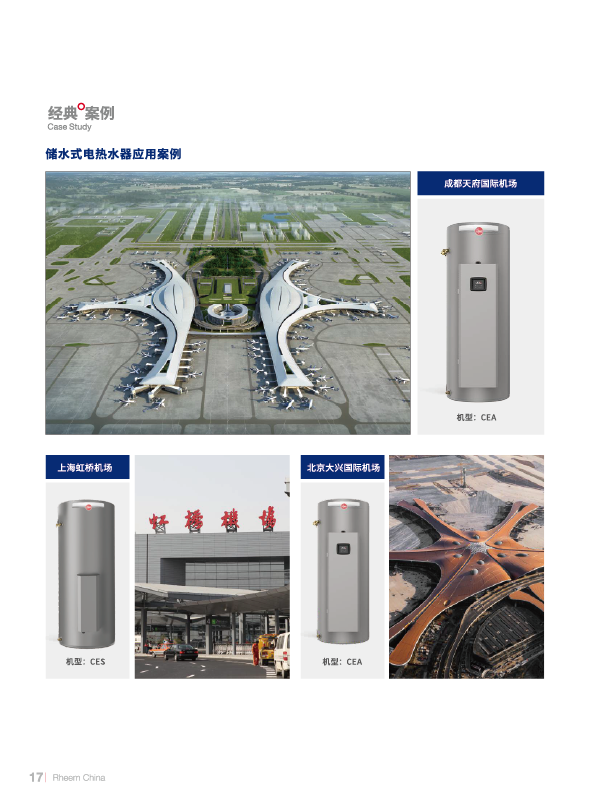 经典案例
Case Study
储水式电热水器应用案例
成都天府国际机场
机型：CEA
上海虹桥机场
北京大兴国际机场
虹桥機場
机型：CES
机型：CEA
17 | Rheem China